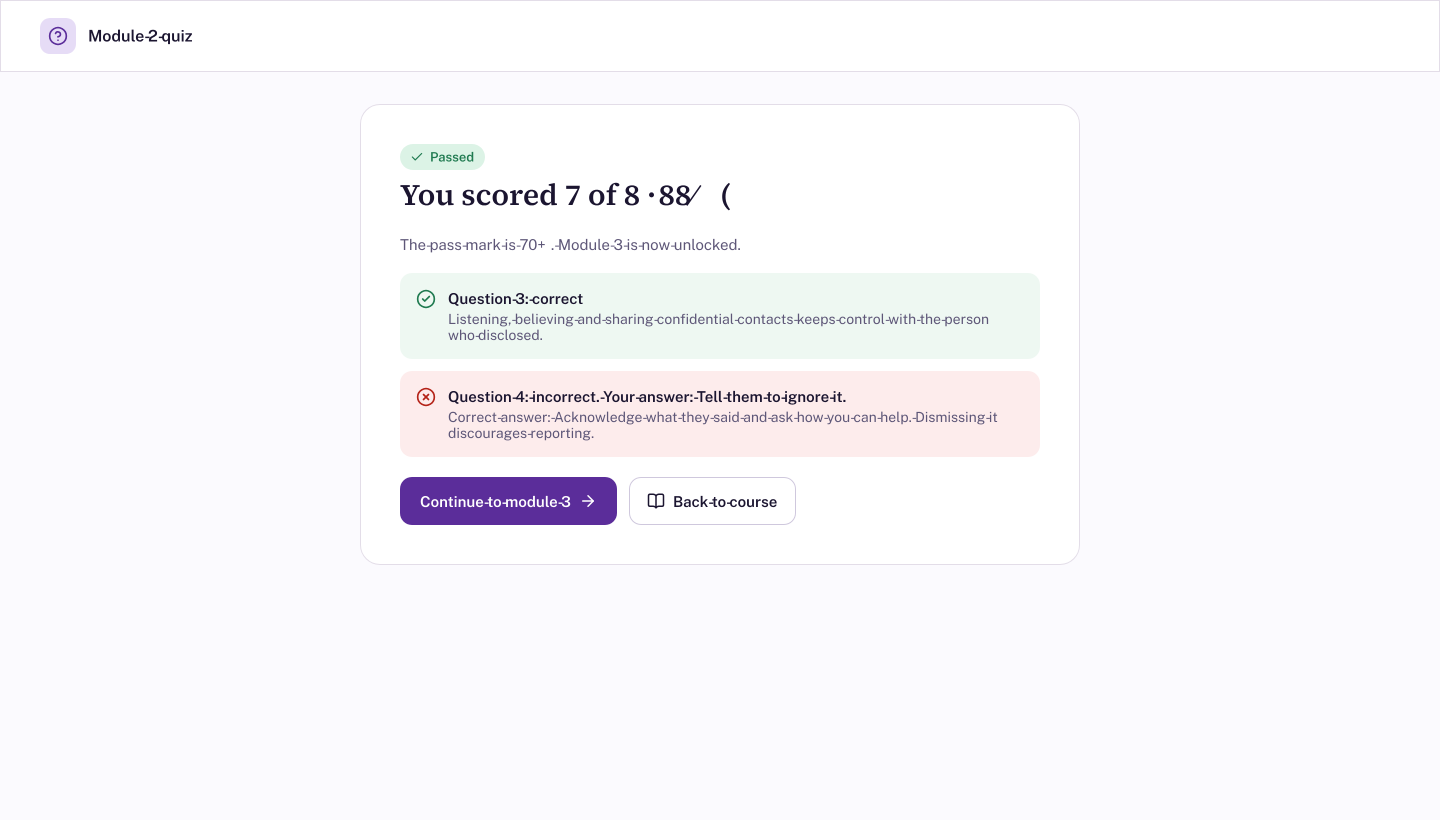 Module-2-quiz
Passed
You scored 7 of 8 · 88⁄ (
The-pass-mark-is-70+ .-Module-3-is-now-unlocked.
Question-3:-correct
Listening,-believing-and-sharing-confidential-contacts-keeps-control-with-the-person
who-disclosed.
Question-4:-incorrect.-Your-answer:-Tell-them-to-ignore-it.
Correct-answer:-Acknowledge-what-they-said-and-ask-how-you-can-help.-Dismissing-it
discourages-reporting.
Continue-to-module-3
Back-to-course